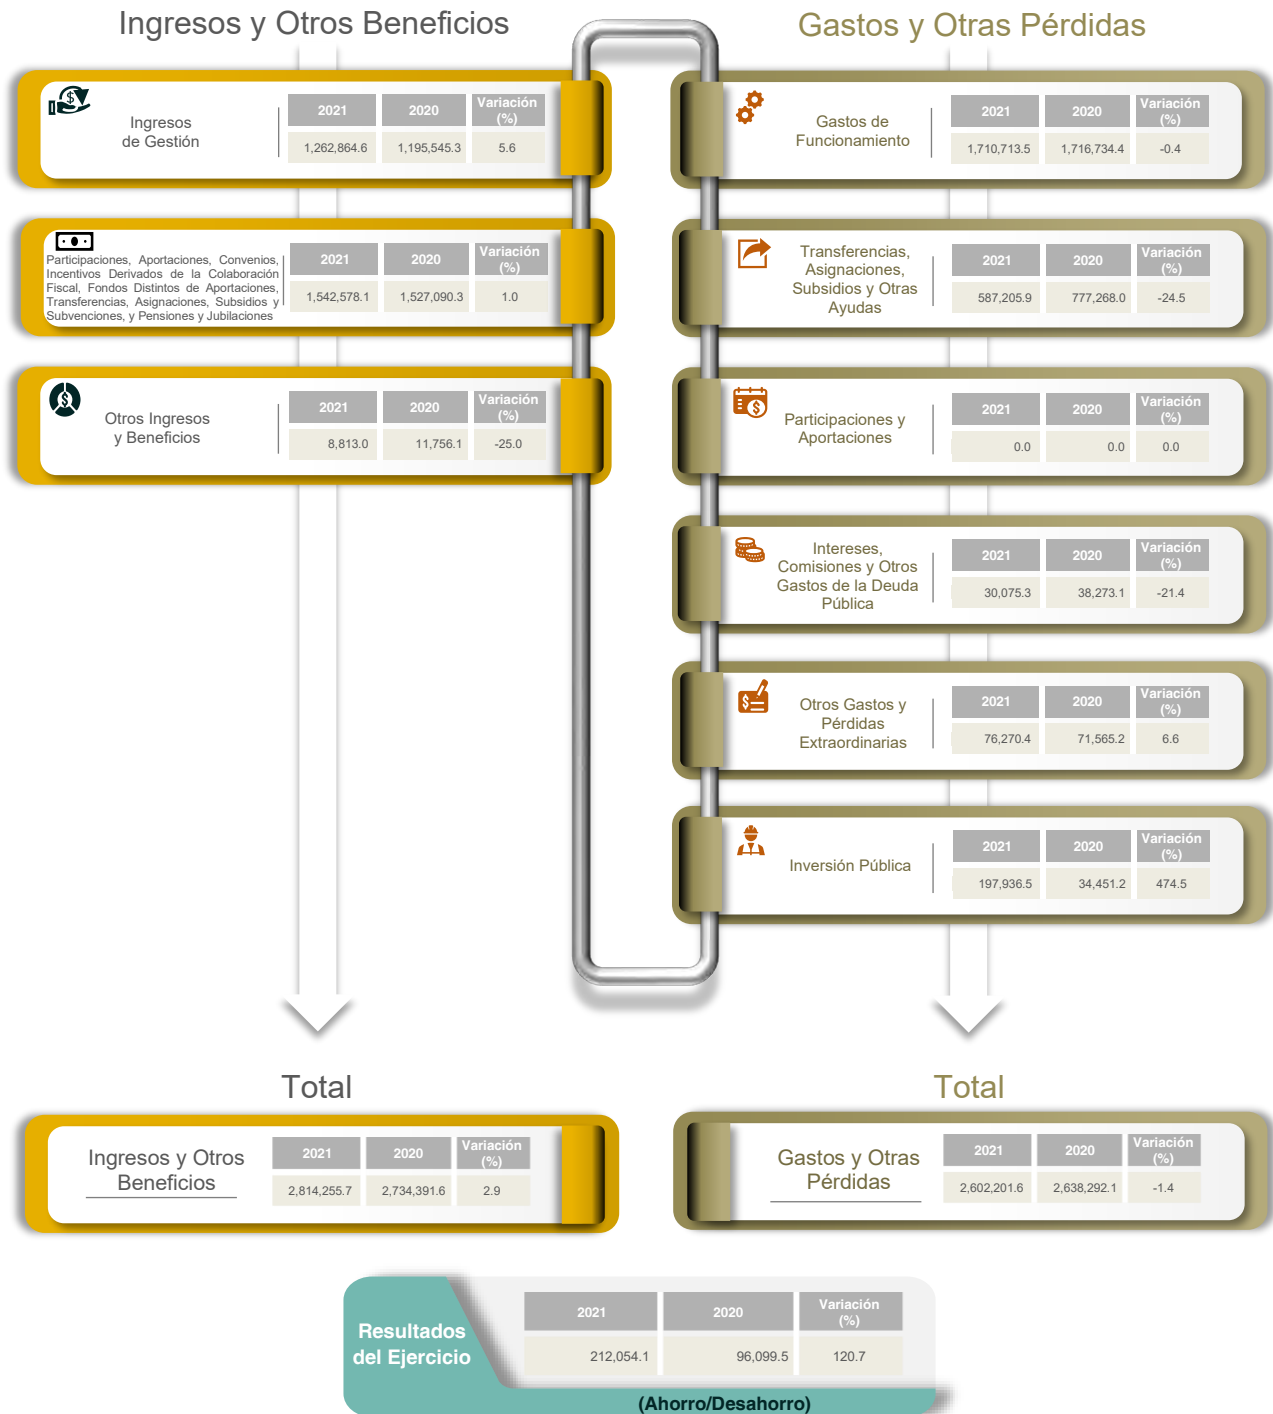 Ingresos y Otros Beneficios
Ingresos
de Gestión
2021 2020 Variación (%)
1,262,864.6 1,195,545.3 5.6
Participaciones, Aportaciones, Convenios,
Incentivos Derivados de la Colaboración
Fiscal, Fondos Distintos de Aportaciones,
Transferencias, Asignaciones, Subsidios y
Subvenciones, y Pensiones y Jubilaciones
2021 2020 Variación (%)
1,542,578.1 1,527,090.3 1.0
Otros Ingresos
y Beneficios
2021 2020 Variación (%)
8,813.0 11,756.1 -25.0
Total
Ingresos y Otros
Beneficios
2021 2020 Variación (%)
2,814,255.7 2,734,391.6 2.9
Gastos y Otras Pérdidas
Gastos de
Funcionamiento
2021 2020 Variación (%)
1,710,713.5 1,716,734.4 -0.4
Transferencias,
Asignaciones,
Subsidios y Otras
Ayudas
2021 2020 Variación (%)
587,205.9 777,268.0 -24.5
Participaciones y
Aportaciones
2021 2020 Variación (%)
0.0 0.0 0.0
Intereses,
Comisiones y Otros
Gastos de la Deuda
Pública
2021 2020 Variación (%)
30,075.3 38,273.1 -21.4
Otros Gastos y
Pérdidas
Extraordinarias
2021 2020 Variación (%)
76,270.4 71,565.2 6.6
Inversión Pública
2021 2020 Variación (%)
197,936.5 34,451.2 474.5
Total
Gastos y Otras
Pérdidas
2021 2020 Variación (%)
2,602,201.6 2,638,292.1 -1.4
Resultados
del Ejercicio
2021 2020 Variación (%)
212,054.1 96,099.5 120.7
(Ahorro/Desahorro)